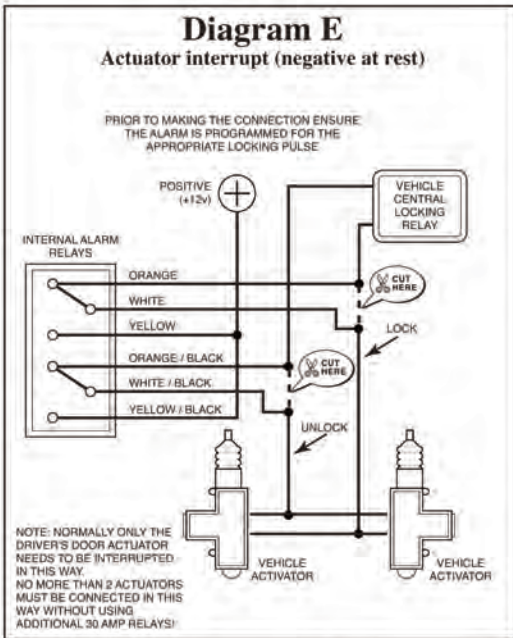 Diagram E
Actuator interrupt (negative at rest)
PRIOR TO MAKING THE CONNECTION ENSURE
THE ALARM IS PROGRAMMED FOR THE
APPROPRIATE LOCKING PULSE
POSITIVE
(+12v)
VEHICLE
CENTRAL
LOCKING
RELAY
INTERNAL ALARM
RELAYS
ORANGE
CUT
HERE
WHITE
YELLOW
LOCK
ORANGE / BLACK
CUT
HERE
WHITE / BLACK
YELLOW / BLACK
UNLOCK
NOTE: NORMALLY ONLY THE
DRIVER'S DOOR ACTUATOR
NEEDS TO BE INTERRUPTED
IN THIS WAY.
NO MORE THAN 2 ACTUATORS
MUST BE CONNECTED IN THIS
WAY WITHOUT USING
ADDITIONAL 30 AMP RELAYS!
VEHICLE
ACTIVATOR
VEHICLE
ACTIVATOR